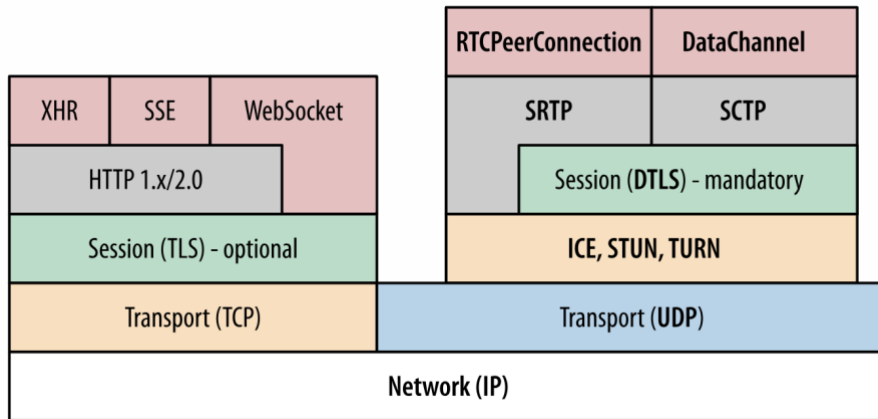 RTCPeerConnection DataChannel
XHR SSE WebSocket SRTP SCTP
HTTP 1.x/2.0 Session (DTLS) - mandatory
Session (TLS) - optional ICE, STUN, TURN
Transport (TCP) Transport (UDP)
Network (IP)